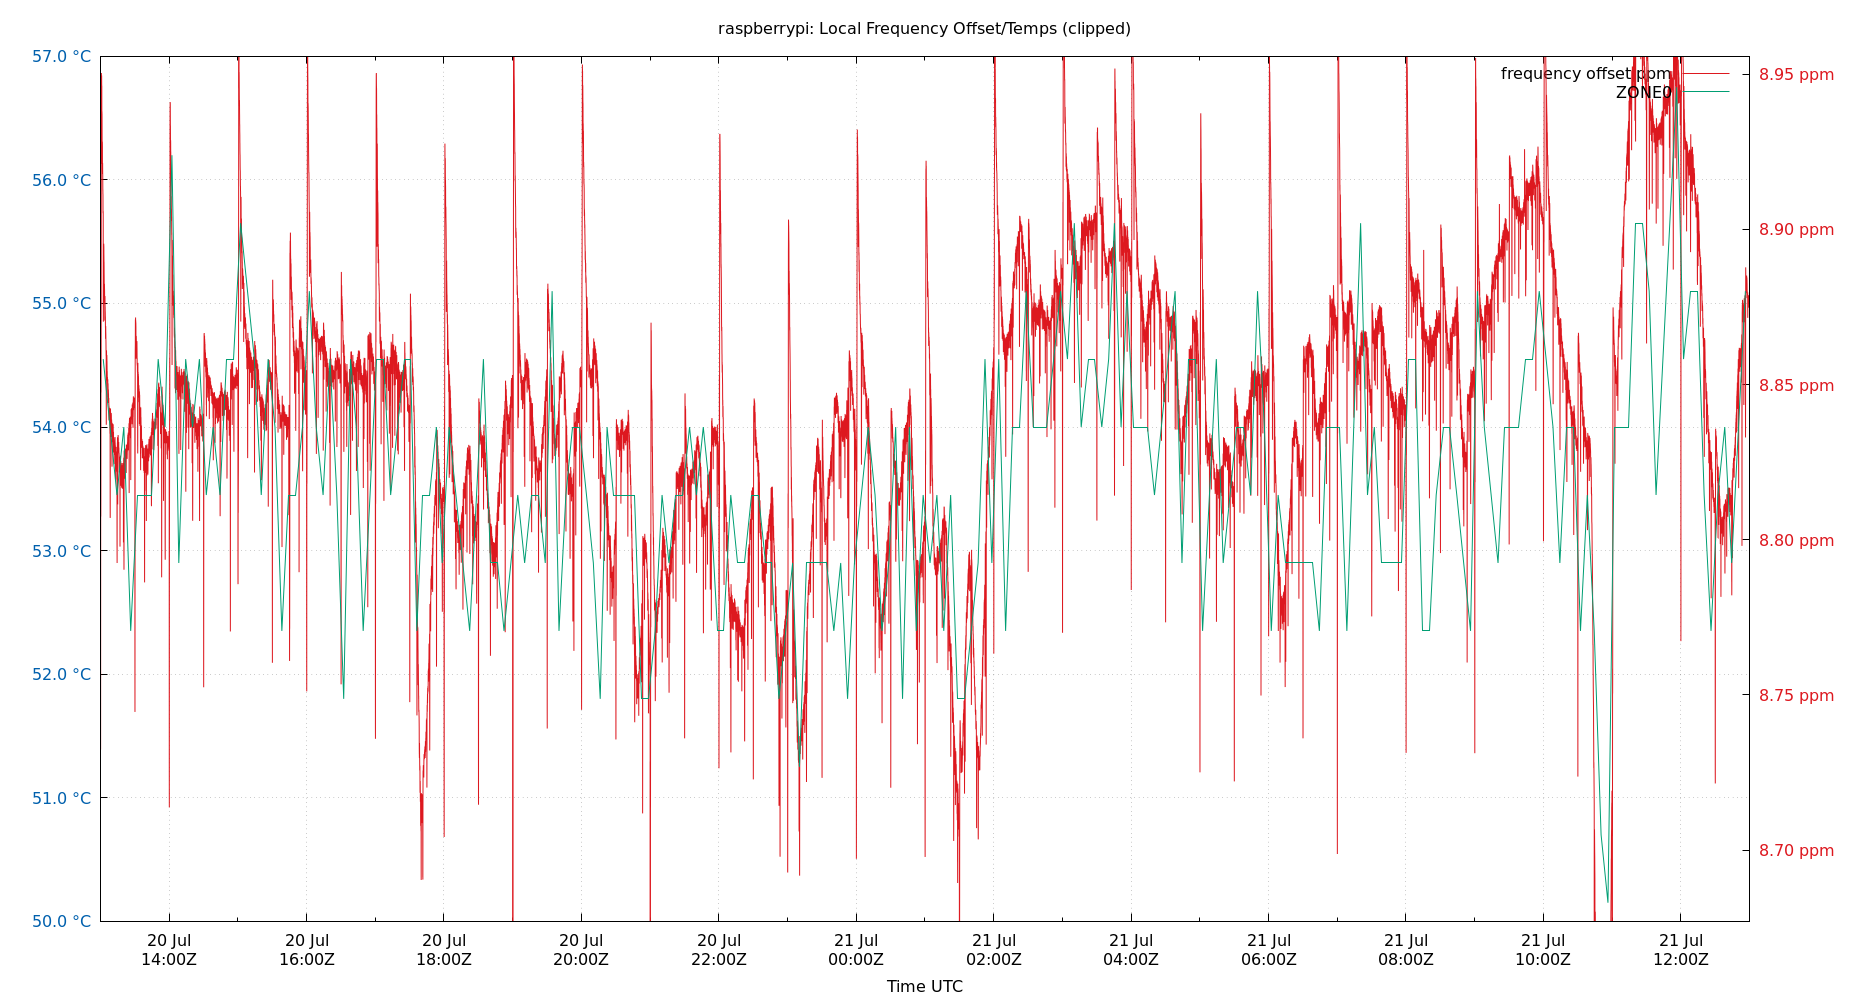 raspberrypi: Local Frequency Offset/Temps (clipped)
57.0 °C
56.0 °C
55.0 °C
54.0 °C
53.0 °C
52.0 °C
51.0 °C
50.0 °C
frequency offset ppm
ZONE0
8.95 ppm
8.90 ppm
8.85 ppm
8.80 ppm
8.75 ppm
8.70 ppm
20 Jul 20 Jul 20 Jul 20 Jul 20 Jul 21 Jul 21 Jul 21 Jul 21 Jul 21 Jul 21 Jul 21 Jul
14:00Z 16:00Z 18:00Z 20:00Z 22:00Z 00:00Z 02:00Z 04:00Z 06:00Z 08:00Z 10:00Z 12:00Z
Time UTC